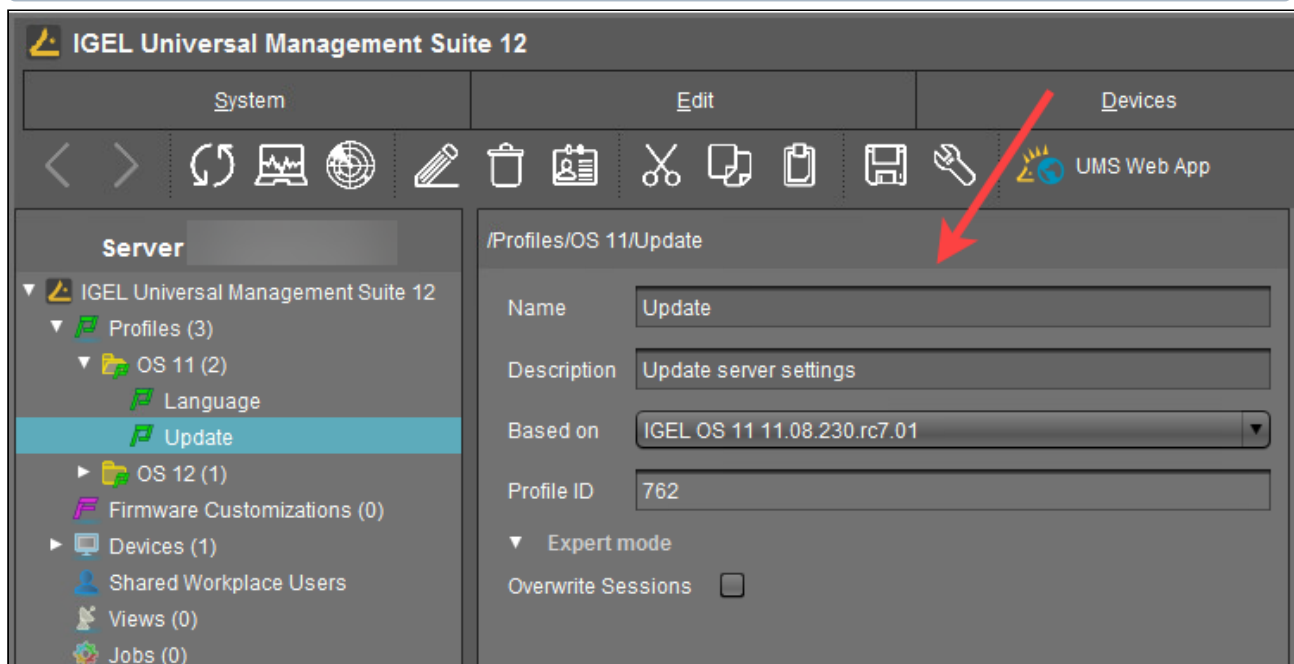 IGEL Universal Management Suite 12
System Edit Devices
UMS Web App
Server
IGEL Universal Management Suite 12
Profiles (3)
OS 11 (2)
Language
Update
OS 12 (1)
Firmware Customizations (0)
Devices (1)
Shared Workplace Users
Views (0)
Jobs (0)
/Profiles/OS 11/Update
Name Update
Description Update server settings
Based on IGEL OS 11 11.08.230.rc7.01
Profile ID 762
Expert mode
Overwrite Sessions